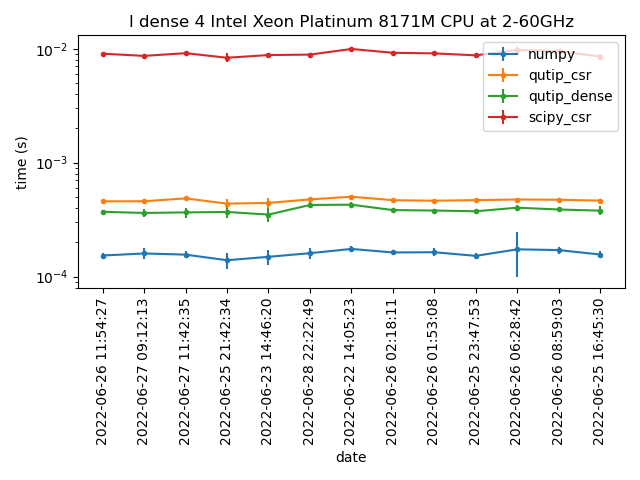 l dense 4 Intel Xeon Platinum 8171M CPU at 2-60GHz
time (s)
10⁻²
10⁻³
10⁻⁴
numpy
qutip_csr
qutip_dense
scipy_csr
2022-06-26 11:54:27
2022-06-27 09:12:13
2022-06-27 11:42:35
2022-06-25 21:42:34
2022-06-23 14:46:20
2022-06-28 22:22:49
2022-06-22 14:05:23
2022-06-26 02:18:11
2022-06-26 01:53:08
2022-06-25 23:47:53
2022-06-26 06:28:42
2022-06-26 08:59:03
2022-06-25 16:45:30
date